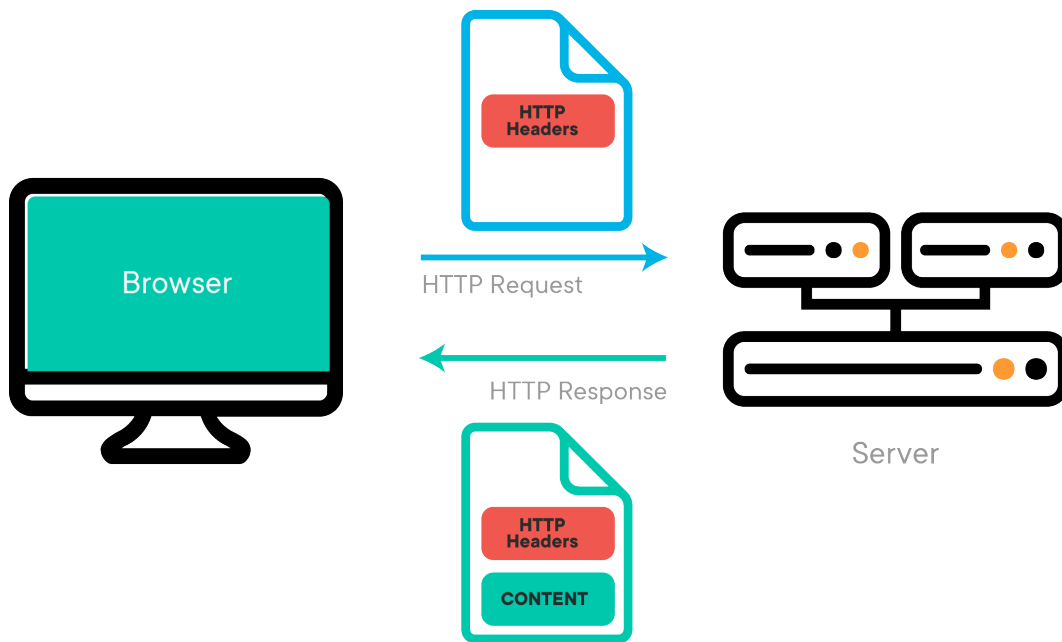 HTTP
Headers
Browser
HTTP Request
HTTP Response
Server
HTTP
Headers
CONTENT